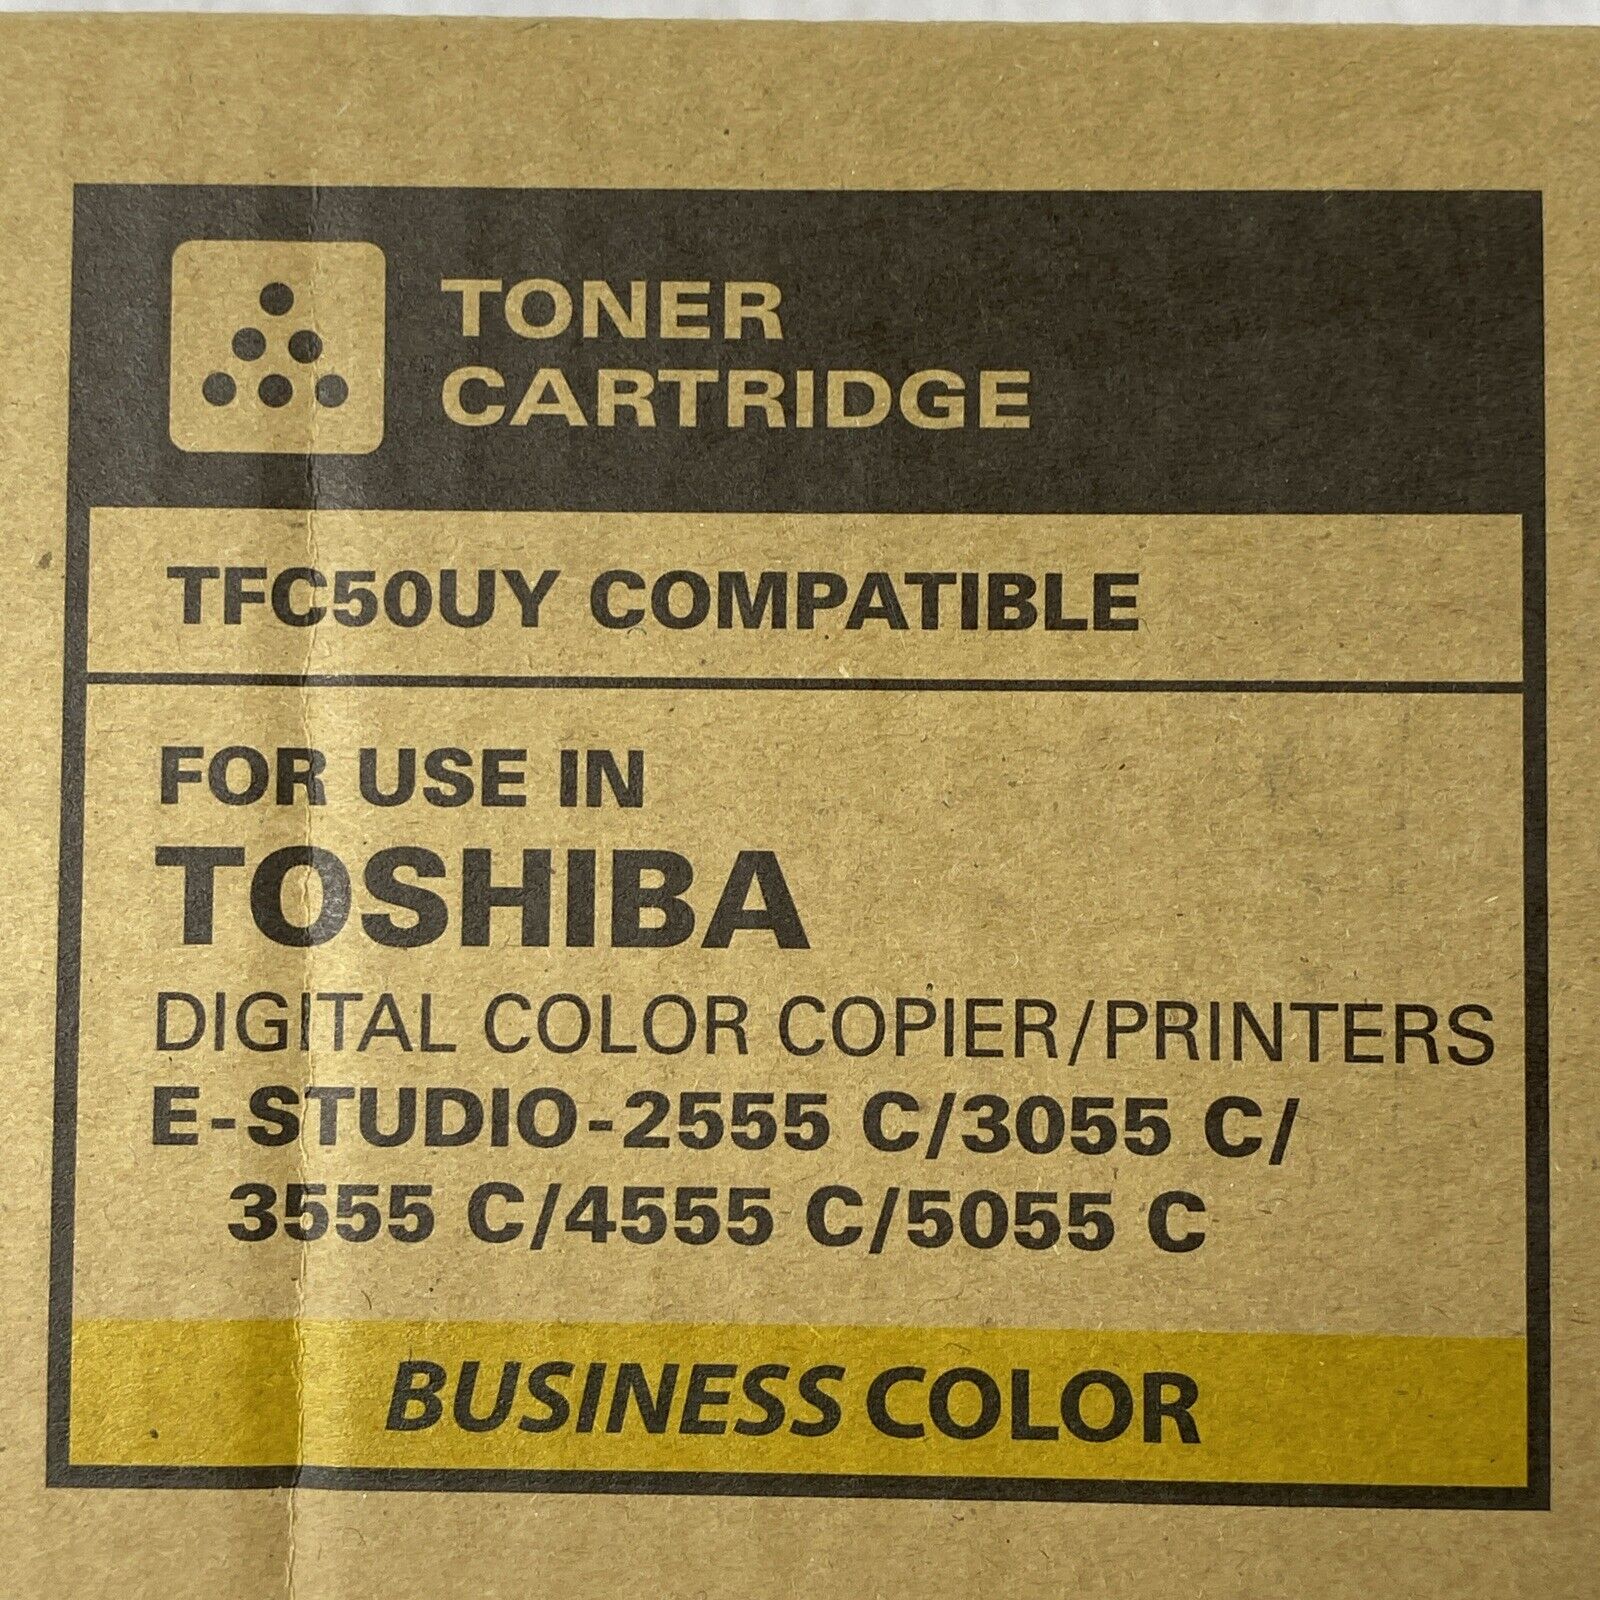 TONER
CARTRIDGE
TFC50UY COMPATIBLE
FOR USE IN
TOSHIBA
DIGITAL COLOR COPIER/PRINTERS
E-STUDIO-2555 C/3055 C/
3555 C/4555 C/5055 C
BUSINESS COLOR